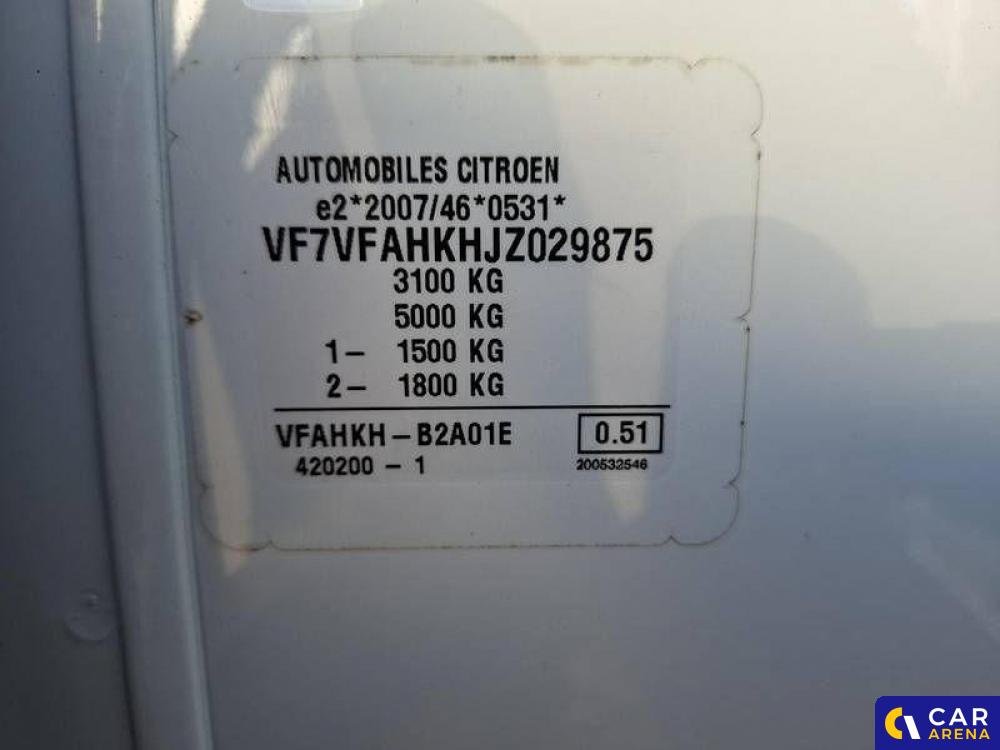 AUTOMOBILES CITROEN
e2*2007/46*0531*
VF7VFAHKHJZ029875
3100 KG
5000 KG
1- 1500 KG
2- 1800 KG
VFAHKH-B2A01E 0.51
420200-1 200532546
CAR
ARENA